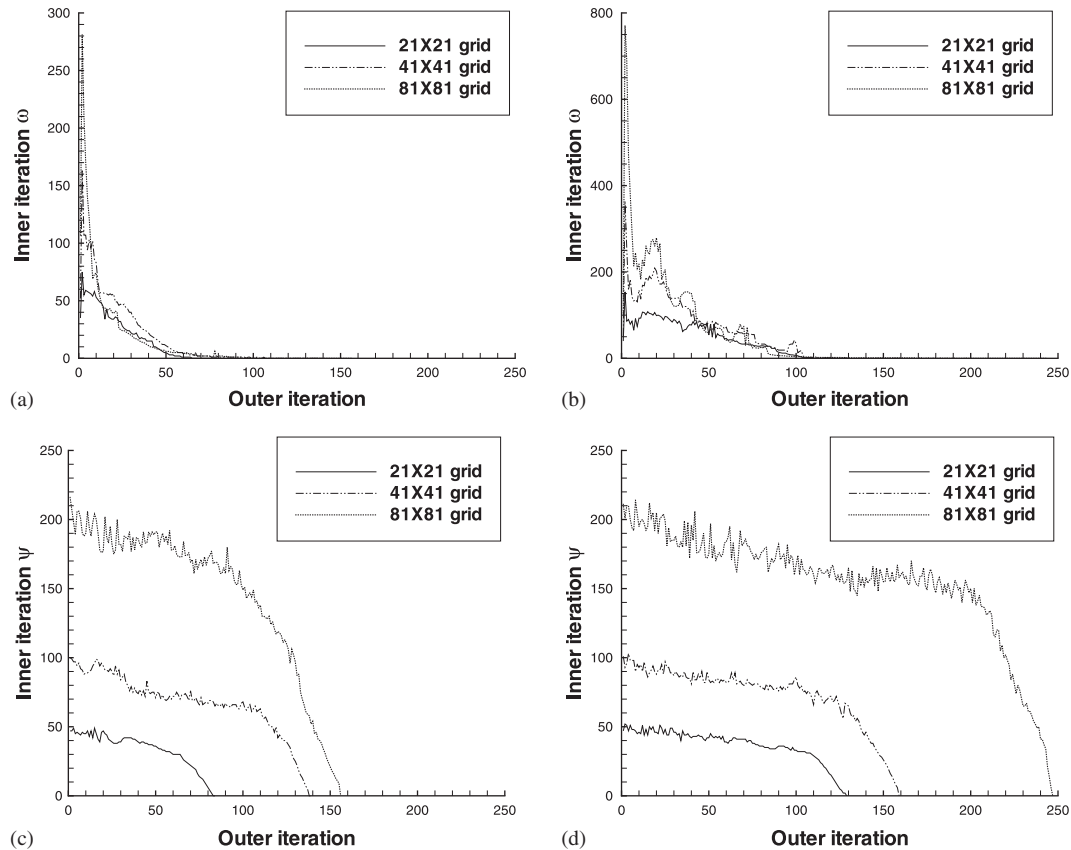 300
250
200
150
100
50
0
Inner iteration ω
21X21 grid
41X41 grid
81X81 grid
0 50 100 150 200 250
(a)
Outer iteration
800
600
400
200
0
Inner iteration ω
21X21 grid
41X41 grid
81X81 grid
0 50 100 150 200 250
(b)
Outer iteration
250
200
150
100
50
0
Inner iteration ψ
21X21 grid
41X41 grid
81X81 grid
0 50 100 150 200 250
(c)
Outer iteration
250
200
150
100
50
0
Inner iteration ψ
21X21 grid
41X41 grid
81X81 grid
0 50 100 150 200 250
(d)
Outer iteration